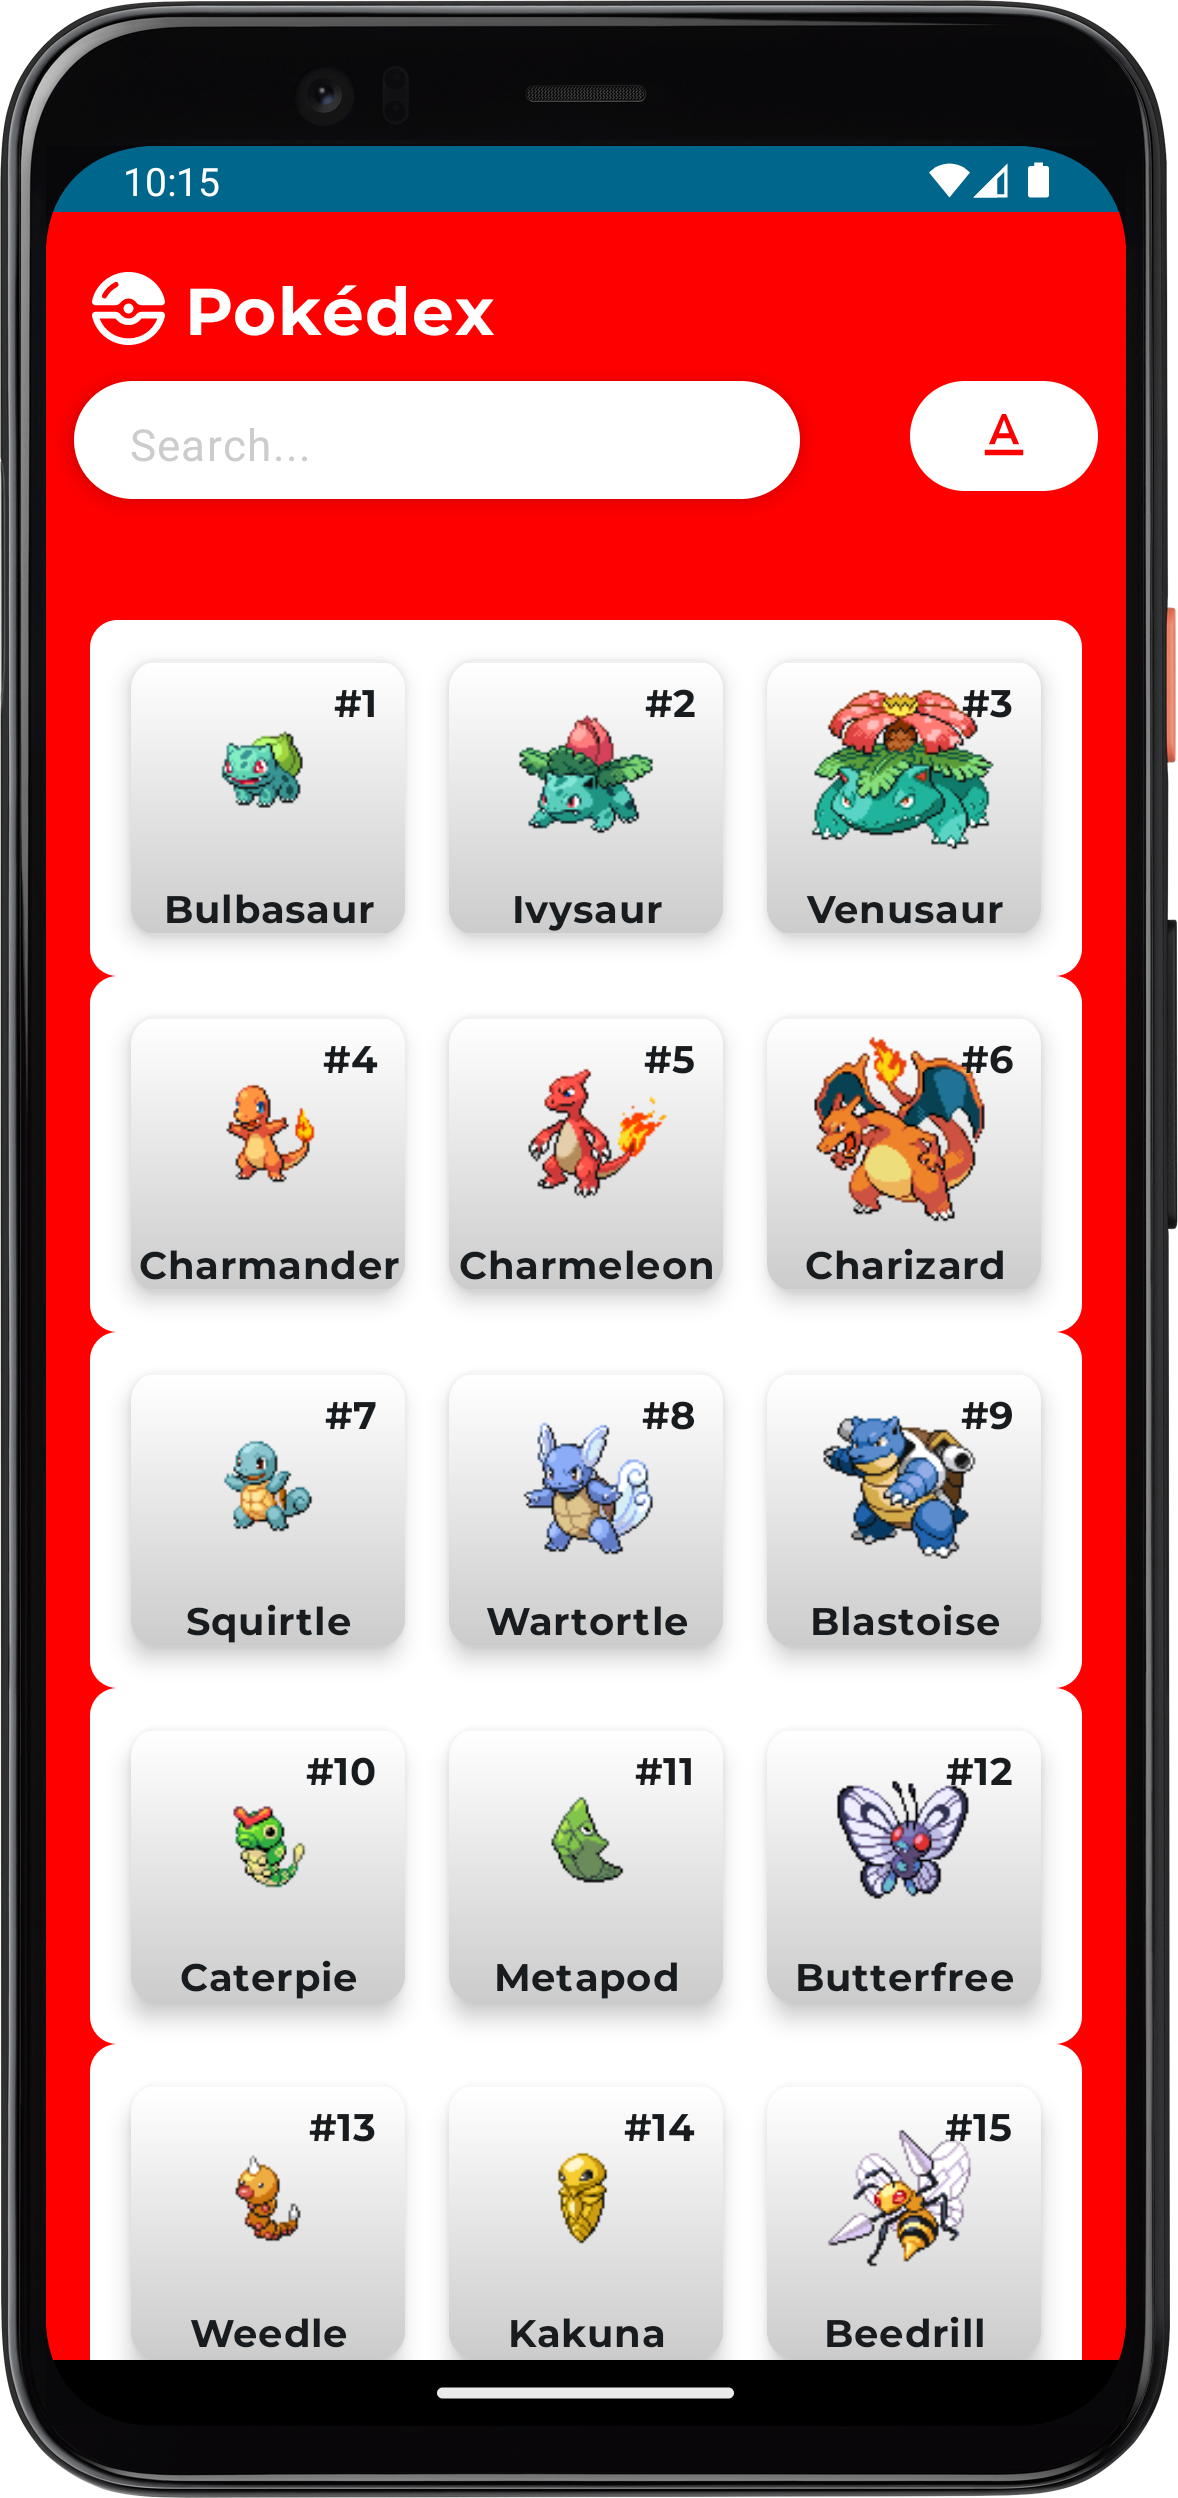 10:15
Pokédex
Search...
A
#1 #2 #3
Bulbasaur Ivysaur Venusaur
#4 #5 #6
Charmander Charmeleon Charizard
#7 #8 #9
Squirtle Wartortle Blastoise
#10 #11 #12
Caterpie Metapod Butterfree
#13 #14 #15
Weedle Kakuna Beedrill